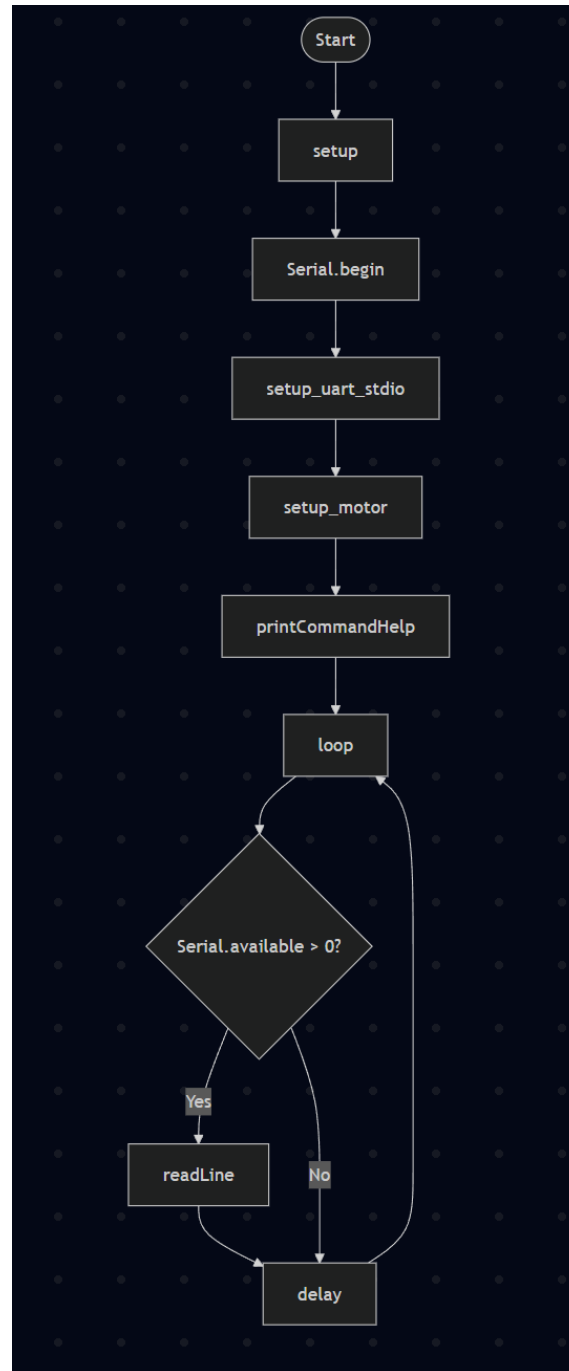 Start
setup
Serial.begin
setup_uart_stdio
setup_motor
printCommandHelp
loop
Serial.available > 0?
Yes
readLine
No
delay